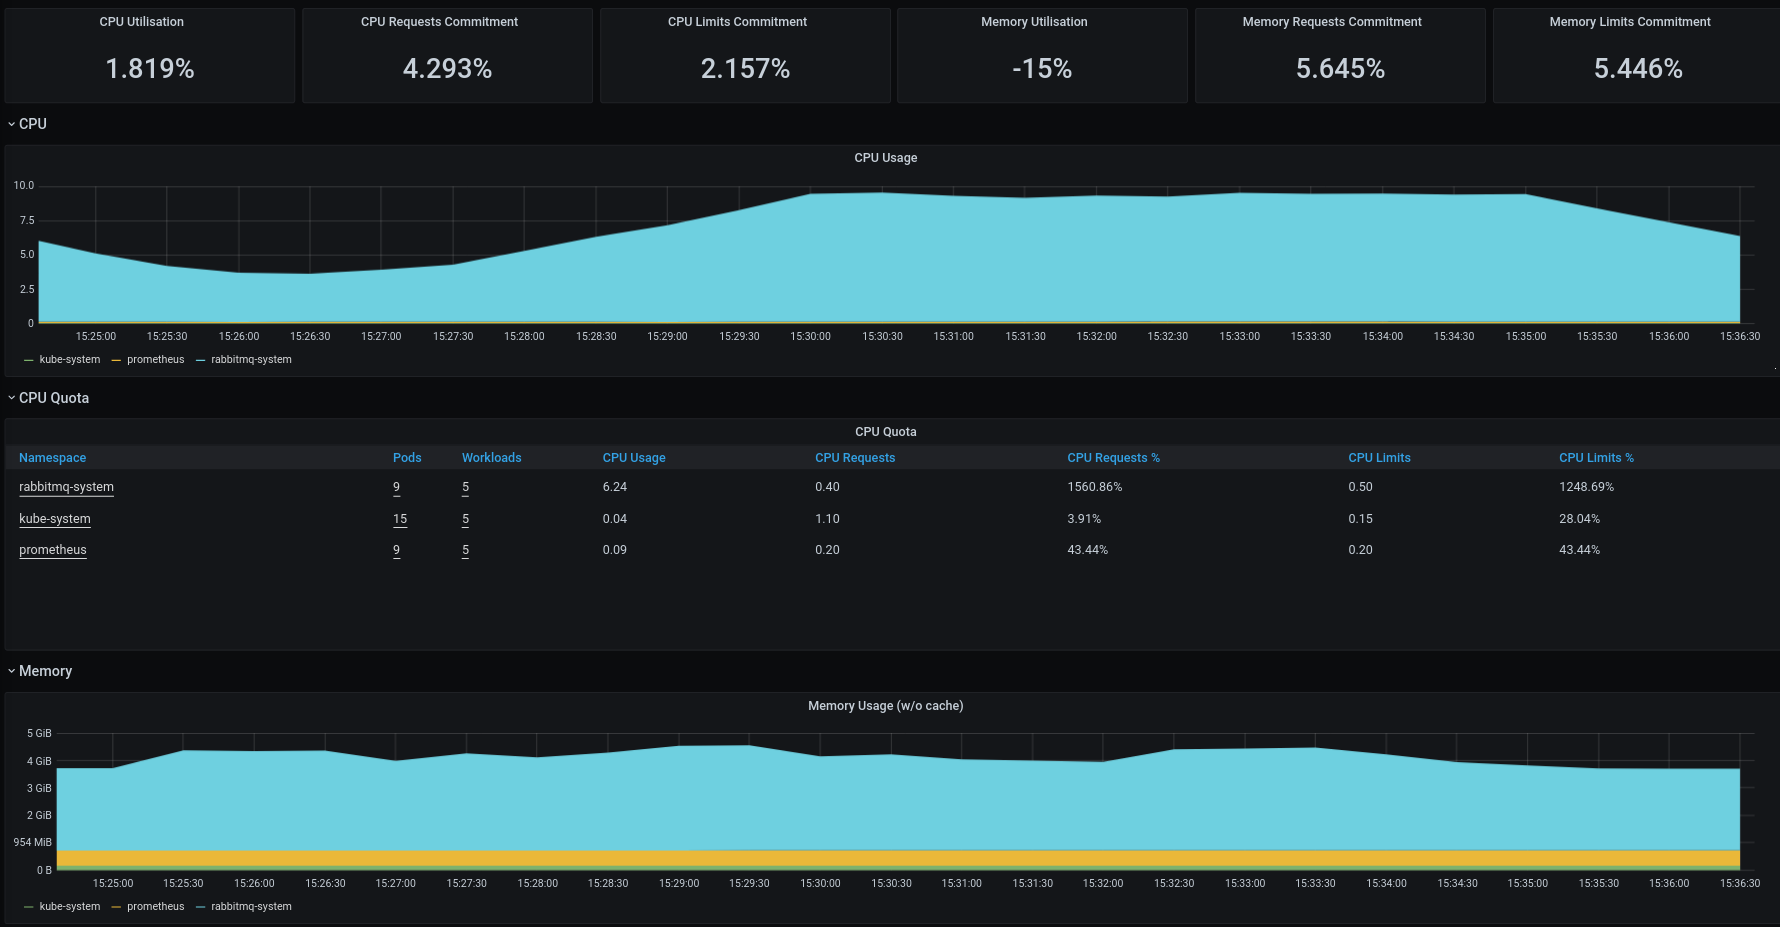 CPU Utilisation CPU Requests Commitment CPU Limits Commitment Memory Utilisation Memory Requests Commitment Memory Limits Commitment
1.819% 4.293% 2.157% -15% 5.645% 5.446%
CPU
CPU Usage
10.0
7.5
5.0
2.5
0
15:25:00 15:25:30 15:26:00 15:26:30 15:27:00 15:27:30 15:28:00 15:28:30 15:29:00 15:29:30 15:30:00 15:30:30 15:31:00 15:31:30 15:32:00 15:32:30 15:33:00 15:33:30 15:34:00 15:34:30 15:35:00 15:35:30 15:36:00 15:36:30
kube-system prometheus rabbitmq-system
CPU Quota
CPU Quota
Namespace Pods Workloads CPU Usage CPU Requests CPU Requests % CPU Limits CPU Limits %
rabbitmq-system 9 5 6.24 0.40 1560.86% 0.50 1248.69%
kube-system 15 5 0.04 1.10 3.91% 0.15 28.04%
prometheus 9 5 0.09 0.20 43.44% 0.20 43.44%
Memory
Memory Usage (w/o cache)
5 GiB
4 GiB
3 GiB
2 GiB
954 MiB
0 B
15:25:00 15:25:30 15:26:00 15:26:30 15:27:00 15:27:30 15:28:00 15:28:30 15:29:00 15:29:30 15:30:00 15:30:30 15:31:00 15:31:30 15:32:00 15:32:30 15:33:00 15:33:30 15:34:00 15:34:30 15:35:00 15:35:30 15:36:00 15:36:30
kube-system prometheus rabbitmq-system